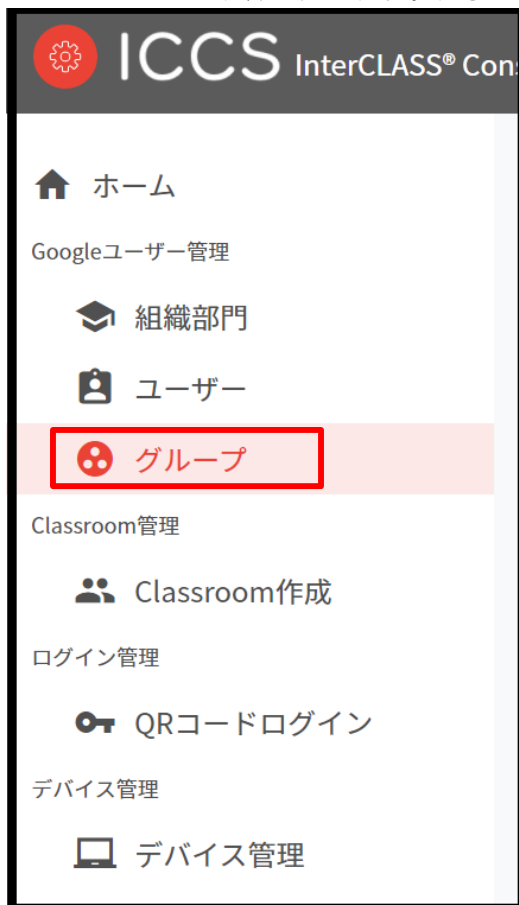 ICCS InterCLASS® Con
ホーム
Googleユーザー管理
組織部門
ユーザー
グループ
Classroom管理
Classroom作成
ログイン管理
QRコードログイン
デバイス管理
デバイス管理